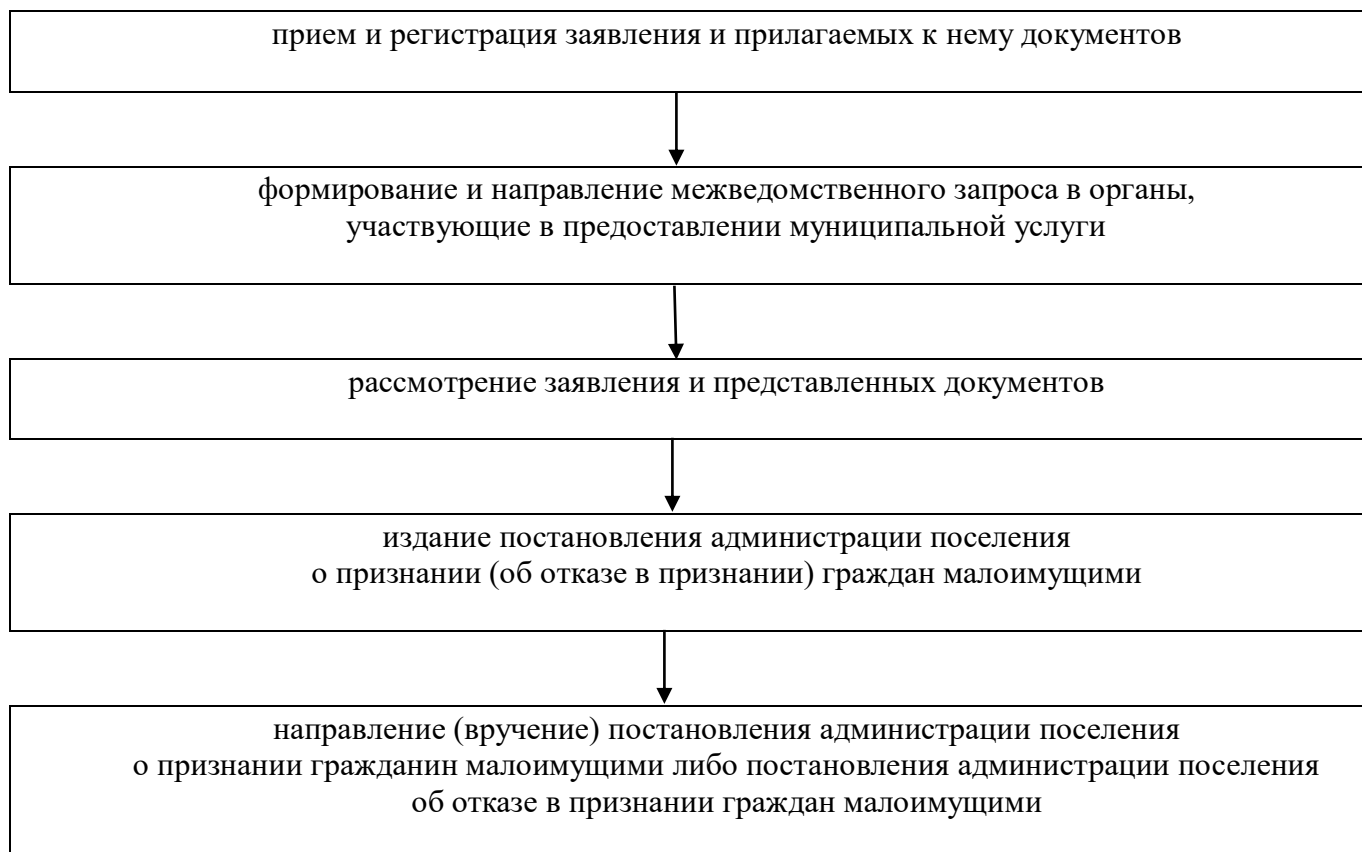 прием и регистрация заявления и прилагаемых к нему документов
формирование и направление межведомственного запроса в органы,
участвующие в предоставлении муниципальной услуги
рассмотрение заявления и представленных документов
издание постановления администрации поселения
о признании (об отказе в признании) граждан малоимущими
направление (вручение) постановления администрации поселения
о признании гражданин малоимущими либо постановления администрации поселения
об отказе в признании граждан малоимущими